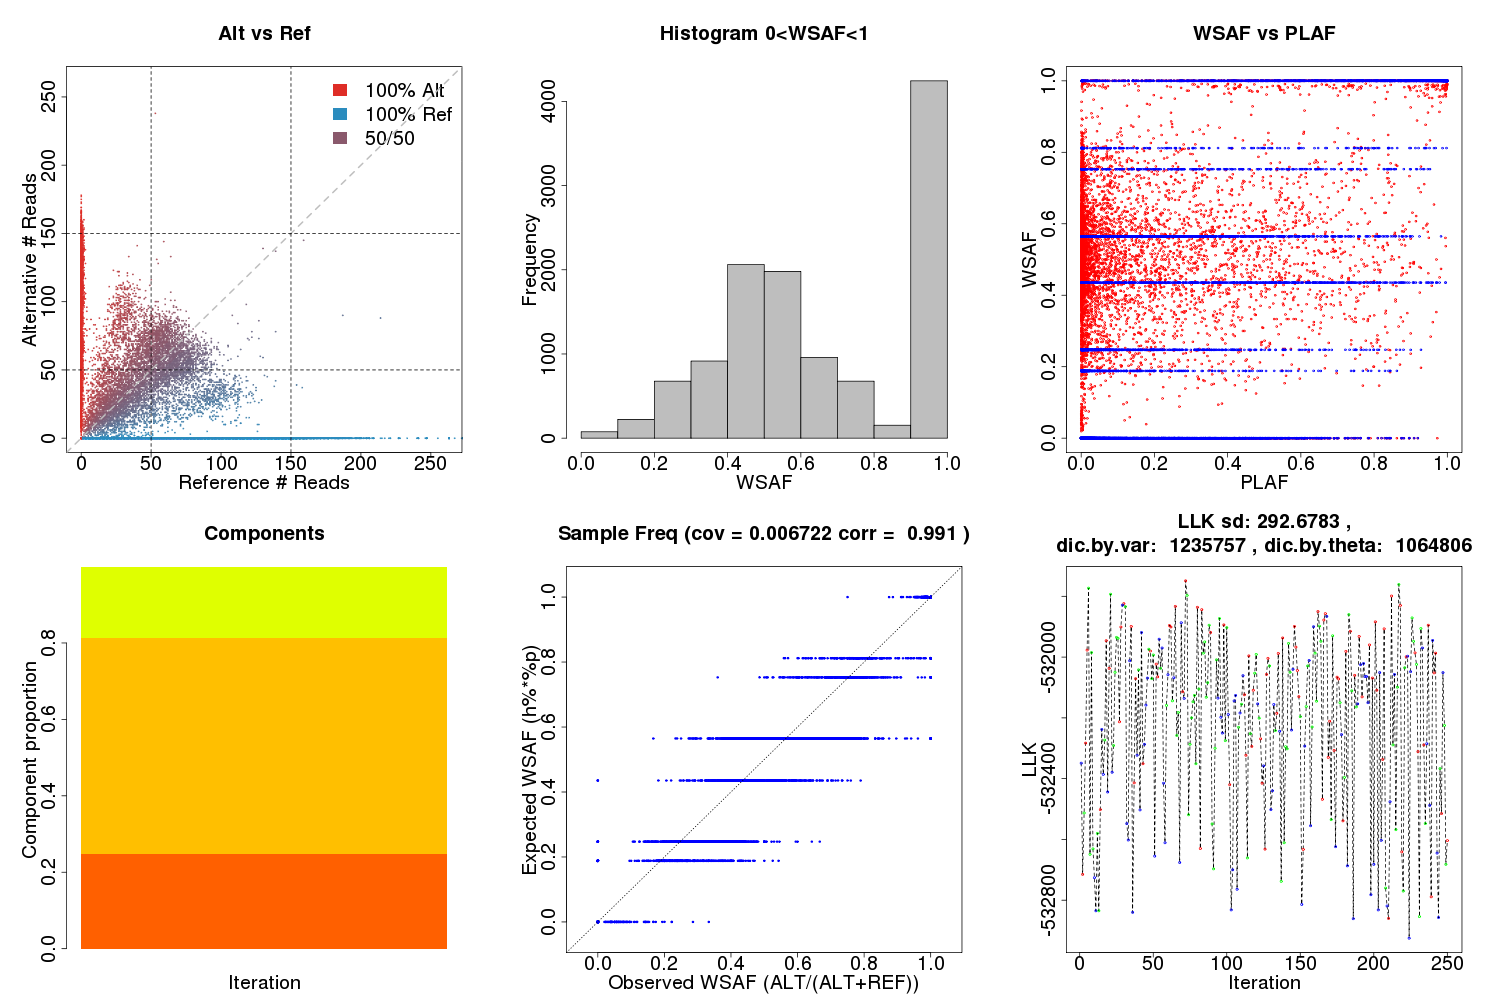 Alt vs Ref
100% Alt
100% Ref
50/50
Alternative # Reads
0 50 100 150 200 250
0 50 100 150 200 250
Reference # Reads
Histogram 0<WSAF<1
Frequency
0 1000 2000 3000 4000
0.0 0.2 0.4 0.6 0.8 1.0
WSAF
WSAF vs PLAF
WSAF
0.0 0.2 0.4 0.6 0.8 1.0
0.0 0.2 0.4 0.6 0.8 1.0
PLAF
Components
Component proportion
0.0 0.2 0.4 0.6 0.8
Iteration
Sample Freq (cov = 0.006722 corr = 0.991 )
Expected WSAF (h%*%p)
0.0 0.2 0.4 0.6 0.8 1.0
0.0 0.2 0.4 0.6 0.8 1.0
Observed WSAF (ALT/(ALT+REF))
LLK sd: 292.6783 ,
dic.by.var: 1235757 , dic.by.theta: 1064806
LLK
-532800 -532400 -532000
0 50 100 150 200 250
Iteration